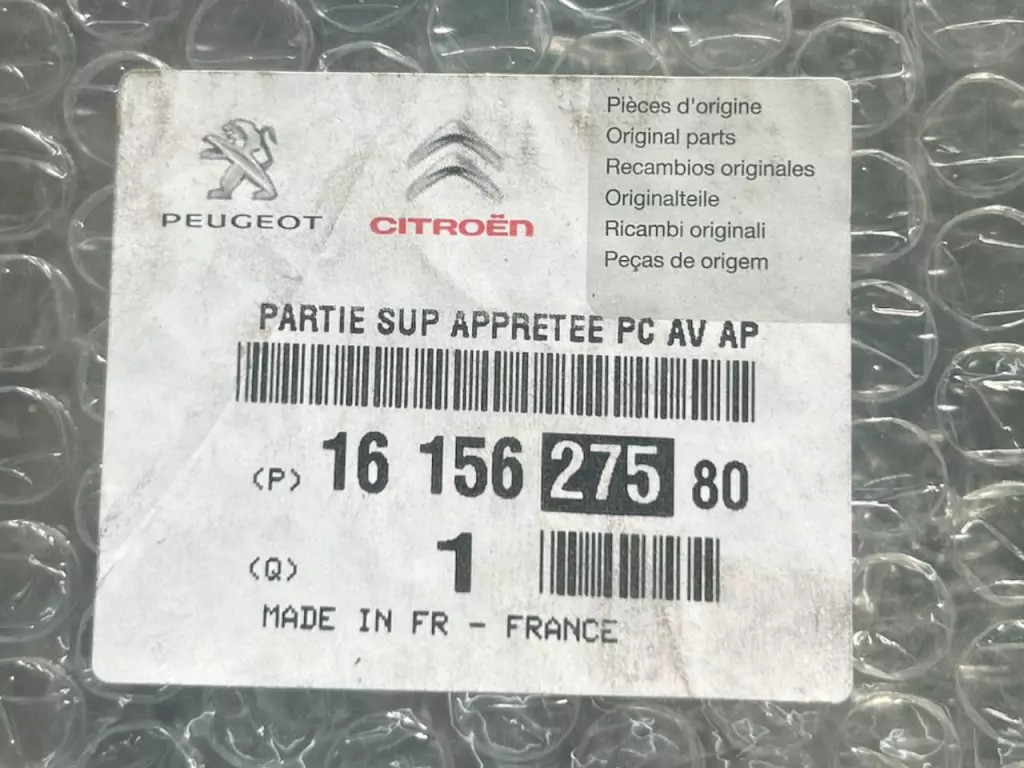 PEUGEOT
CITROËN
Pièces d'origine
Original parts
Recambios originales
Originalteile
Ricambi originali
Peças de origem
PARTIE SUP APPRETEE PC AV AP
(P) 16 156 275 80
(Q) 1
MADE IN FR - FRANCE